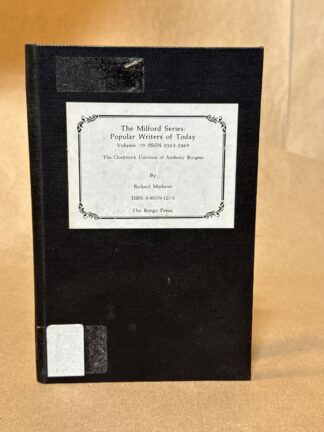 The Milford Series:
Popular Writers of Today
Volume 19 ISSN 0163-2469
The Clockwork Universe of Anthony Burgess
By
Richard Mathews
ISBN 0-89370-127-0
The Borgo Press